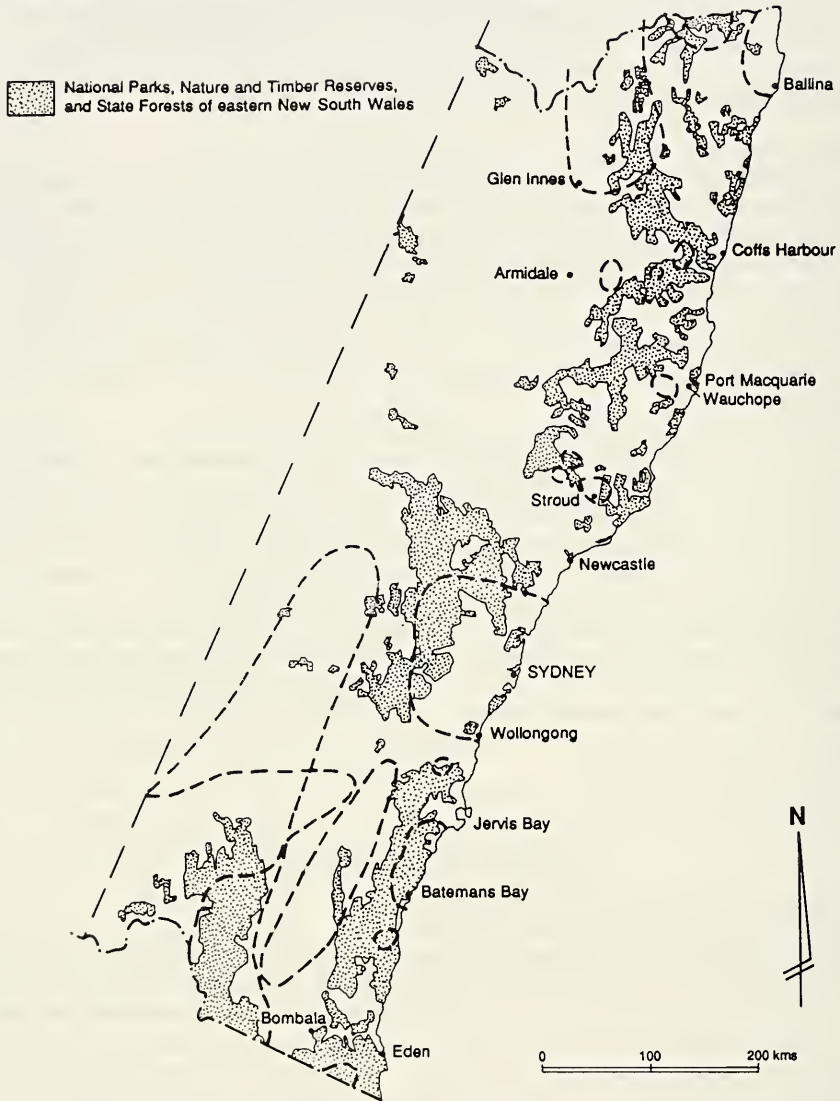 National Parks, Nature and Timber Reserves,
and State Forests of eastern New South Wales
Ballina
Glen Innes
Coffs Harbour
Armidale
Port Macquarie
Wauchope
Stroud
Newcastle
SYDNEY
Wollongong
Jervis Bay
N
Batemans Bay
Bombala
Eden
0 100 200 kms